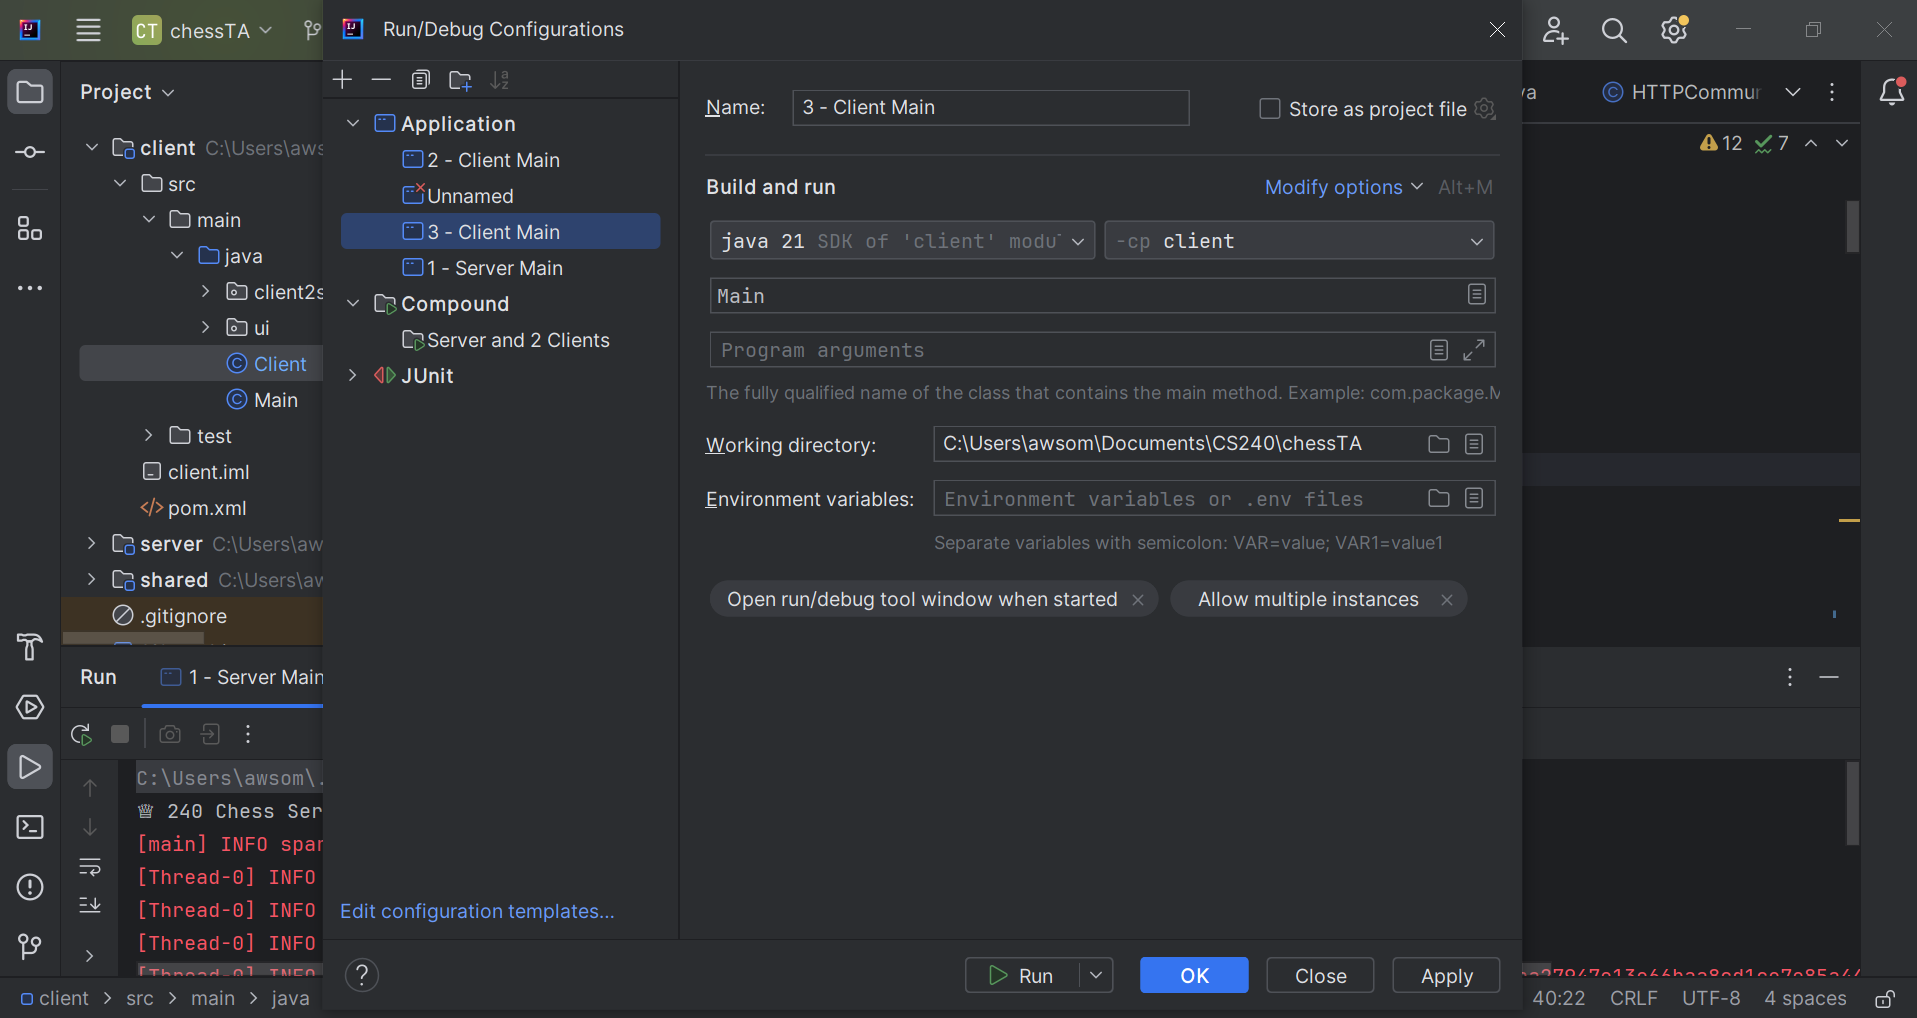 CT chessTA
Run/Debug Configurations
Project
Name: 3 - Client Main
Store as project file
HTTPCommur
Application
2 - Client Main
Unnamed
3 - Client Main
1 - Server Main
Compound
Server and 2 Clients
JUnit
Edit configuration templates...
12 7
client C:\Users\aws
src
main
java
client2s
ui
Client
Main
test
client.iml
pom.xml
server C:\Users\aw
shared C:\Users\aw
.gitignore
Build and run
Modify options Alt+M
java 21 SDK of 'client' modu
-cp client
Main
Program arguments
The fully qualified name of the class that contains the main method. Example: com.package.M
Working directory: C:\Users\awsom\Documents\CS240\chessTA
Environment variables: Environment variables or .env files
Separate variables with semicolon: VAR=value; VAR1=value1
Open run/debug tool window when started
Allow multiple instances
Run 1 - Server Main
C:\Users\awsom\.
♕ 240 Chess Ser
[main] INFO spar
[Thread-0] INFO
[Thread-0] INFO
[Thread-0] INFO
[Thread-0] INFO
? Run OK Close Apply
client > src > main > java
40:22 CRLF UTF-8 4 spaces